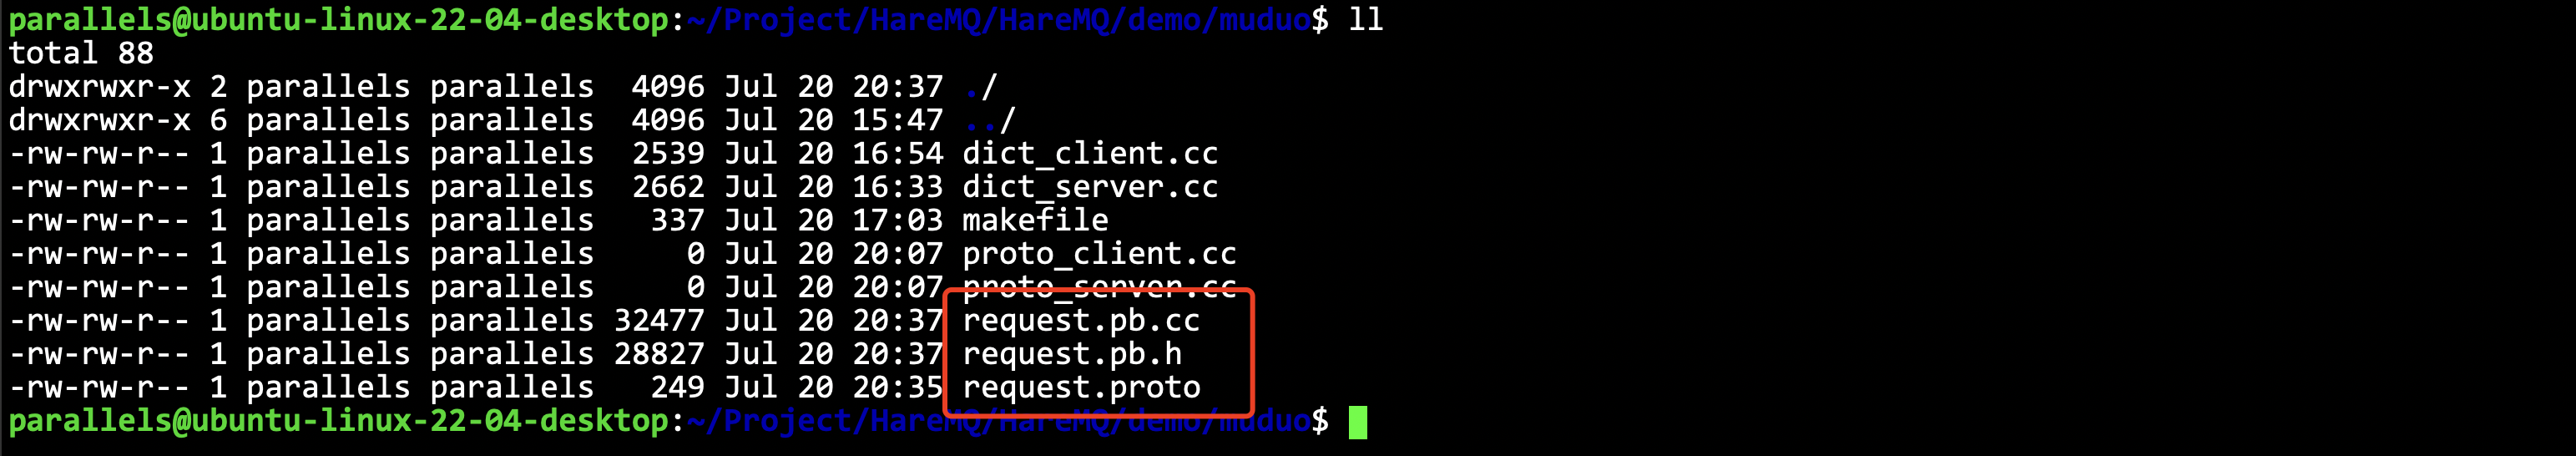 parallels@ubuntu-linux-22-04-desktop:~/Project/HareMQ/HareMQ/demo/muduo$ ll
total 88
drwxrwxr-x 2 parallels parallels  4096 Jul 20 20:37 ./
drwxrwxr-x 6 parallels parallels  4096 Jul 20 15:47 ../
-rw-rw-r-- 1 parallels parallels  2539 Jul 20 16:54 dict_client.cc
-rw-rw-r-- 1 parallels parallels  2662 Jul 20 16:33 dict_server.cc
-rw-rw-r-- 1 parallels parallels   337 Jul 20 17:03 makefile
-rw-rw-r-- 1 parallels parallels     0 Jul 20 20:07 proto_client.cc
-rw-rw-r-- 1 parallels parallels     0 Jul 20 20:07 proto_server.cc
-rw-rw-r-- 1 parallels parallels 32477 Jul 20 20:37 request.pb.cc
-rw-rw-r-- 1 parallels parallels 28827 Jul 20 20:37 request.pb.h
-rw-rw-r-- 1 parallels parallels   249 Jul 20 20:35 request.proto
parallels@ubuntu-linux-22-04-desktop:~/Project/HareMQ/HareMQ/demo/muduo$